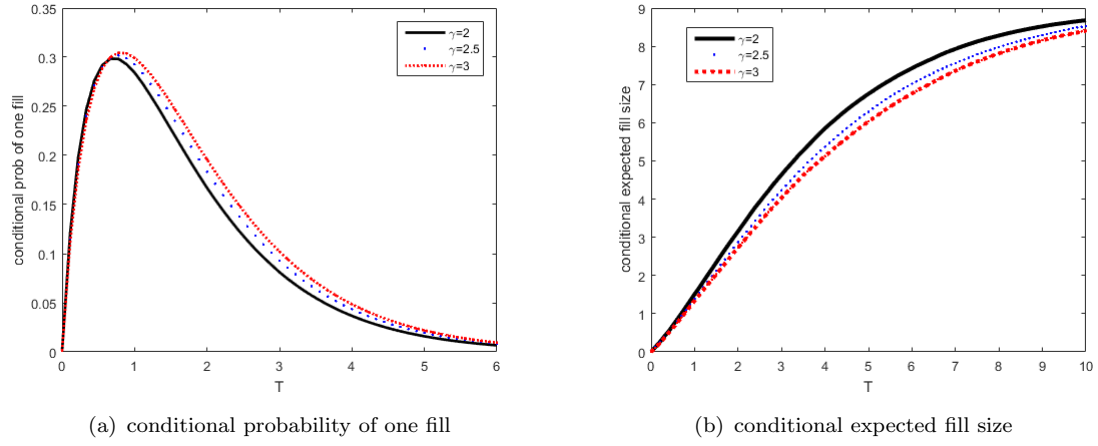 0.35
0.3
0.25
0.2
0.15
0.1
0.05
0
conditional prob of one fill
γ=2
γ=2.5
γ=3
0 1 2 3 4 5 6
T
(a) conditional probability of one fill
9
8
7
6
5
4
3
2
1
0
conditional expected fill size
γ=2
γ=2.5
γ=3
0 1 2 3 4 5 6 7 8 9 10
T
(b) conditional expected fill size